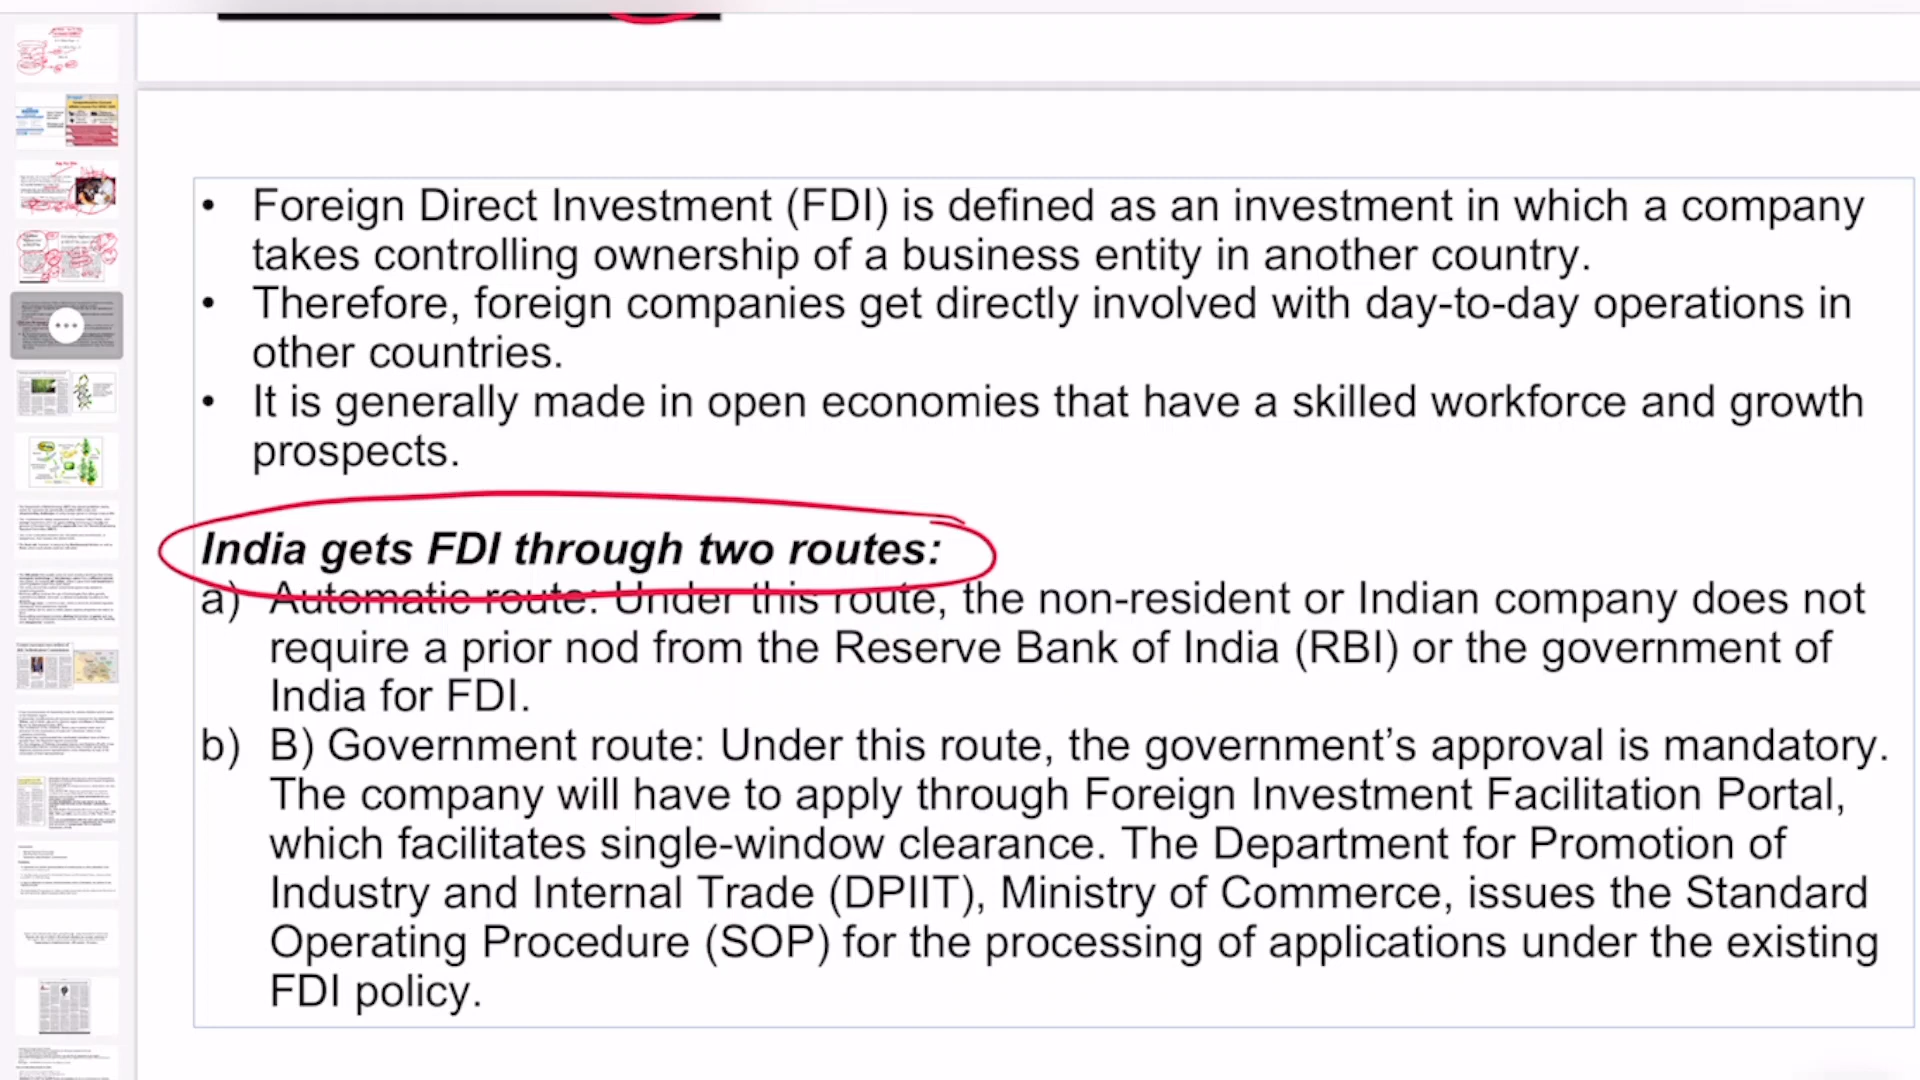 • Foreign Direct Investment (FDI) is defined as an investment in which a company
takes controlling ownership of a business entity in another country.
• Therefore, foreign companies get directly involved with day-to-day operations in
other countries.
• It is generally made in open economies that have a skilled workforce and growth
prospects.
India gets FDI through two routes:
a) Automatic route: Under this route, the non-resident or Indian company does not
require a prior nod from the Reserve Bank of India (RBI) or the government of
India for FDI.
b) B) Government route: Under this route, the government’s approval is mandatory.
The company will have to apply through Foreign Investment Facilitation Portal,
which facilitates single-window clearance. The Department for Promotion of
Industry and Internal Trade (DPIIT), Ministry of Commerce, issues the Standard
Operating Procedure (SOP) for the processing of applications under the existing
FDI policy.